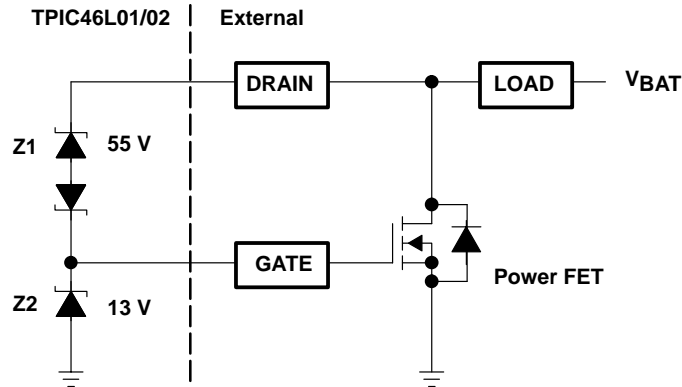 TPIC46L01/02
External
DRAIN
LOAD
VBAT
Z1
55 V
GATE
Power FET
Z2
13 V